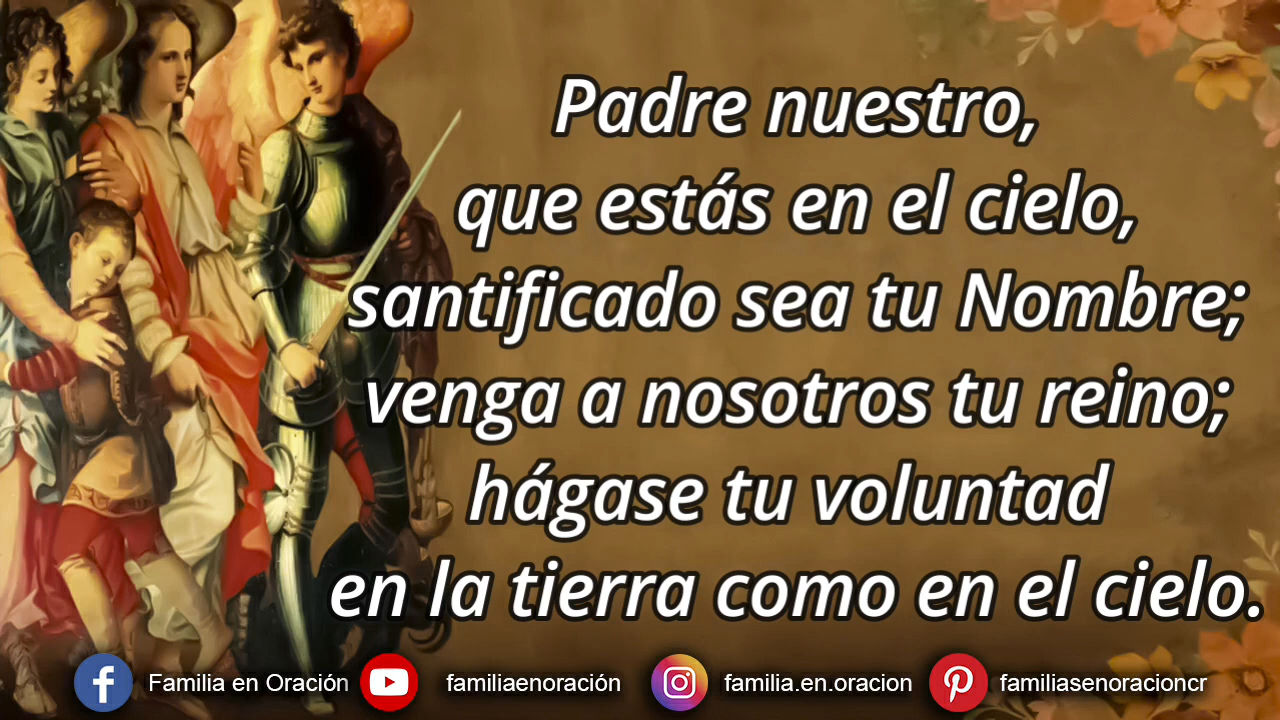 Padre nuestro,
que estás en el cielo,
santificado sea tu Nombre;
venga a nosotros tu reino;
hágase tu voluntad
en la tierra como en el cielo.
Familia en Oración familiaenoración familia.en.oracion familiasenoracioncr